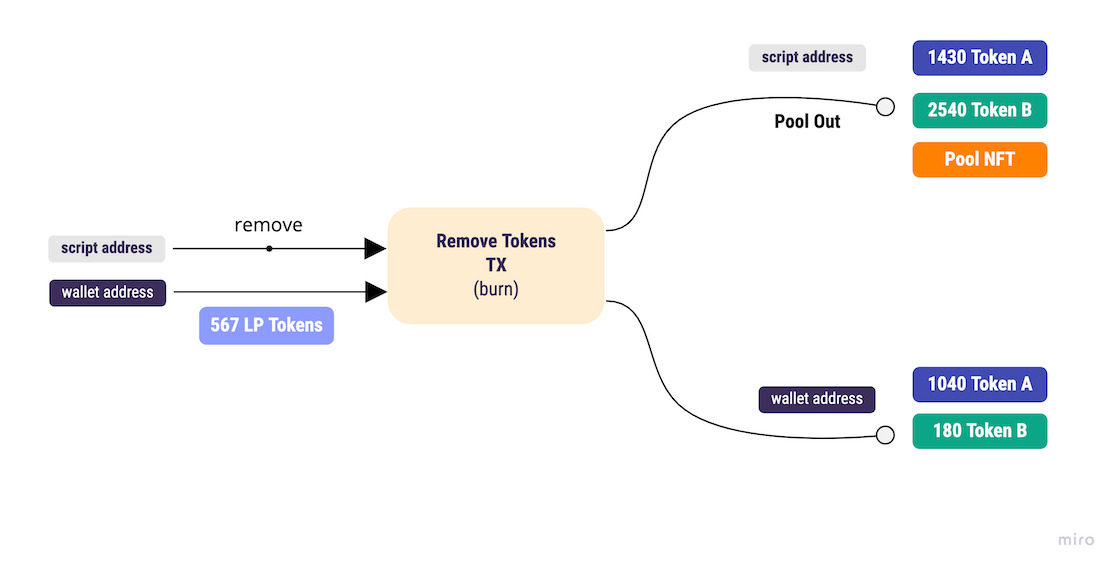 script address
1430 Token A
2540 Token B
Pool Out
Pool NFT
remove
script address
wallet address
567 LP Tokens
Remove Tokens
TX
(burn)
wallet address
1040 Token A
180 Token B
miro